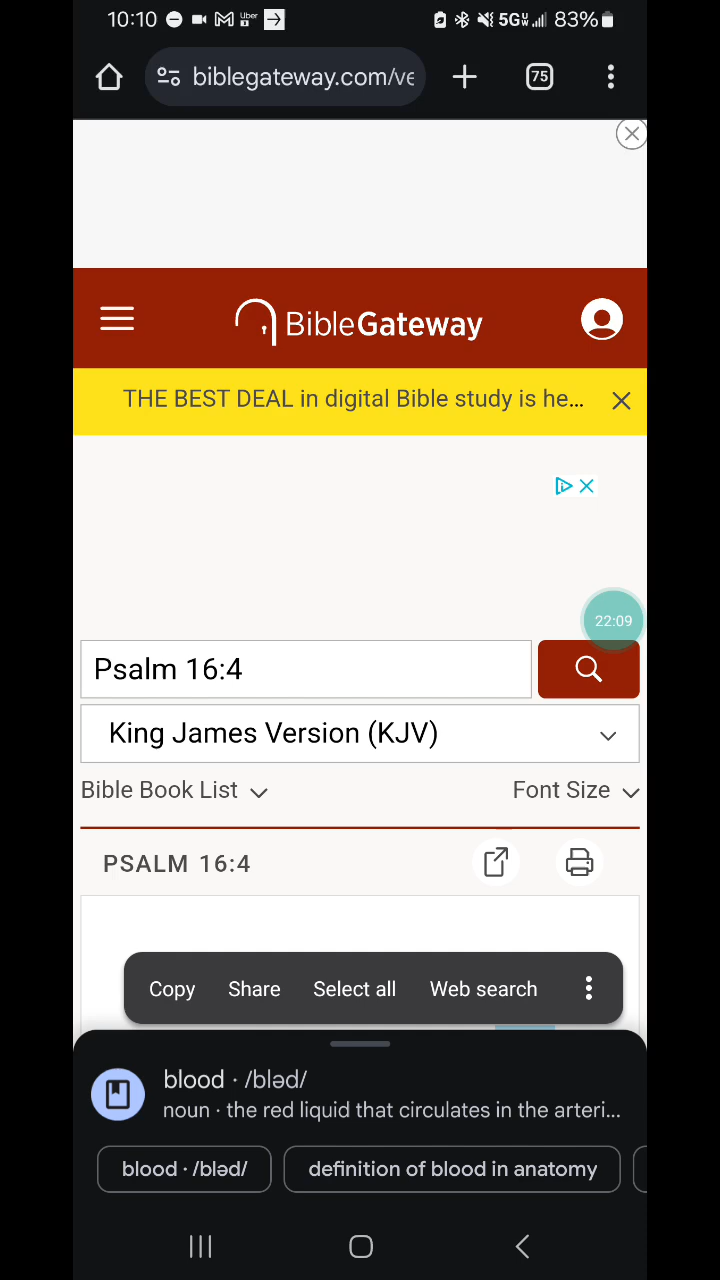 10:10 Uber 5G 83%
biblegateway.com/ve 75
BibleGateway
THE BEST DEAL in digital Bible study is he...
22:09
Psalm 16:4
King James Version (KJV)
Bible Book List Font Size
PSALM 16:4
Copy Share Select all Web search
blood · /bləd/
noun · the red liquid that circulates in the arteri...
blood · /bləd/ definition of blood in anatomy